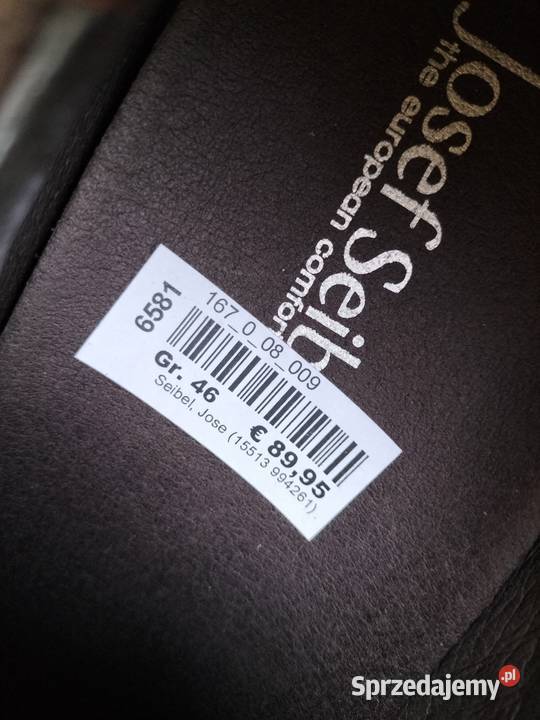 Josef Seib
the european comfor
6581
167_0_08_009
Gr. 46
€ 89,95
Seibel, Jose (15513 994261).
Sprzedajemy.pl